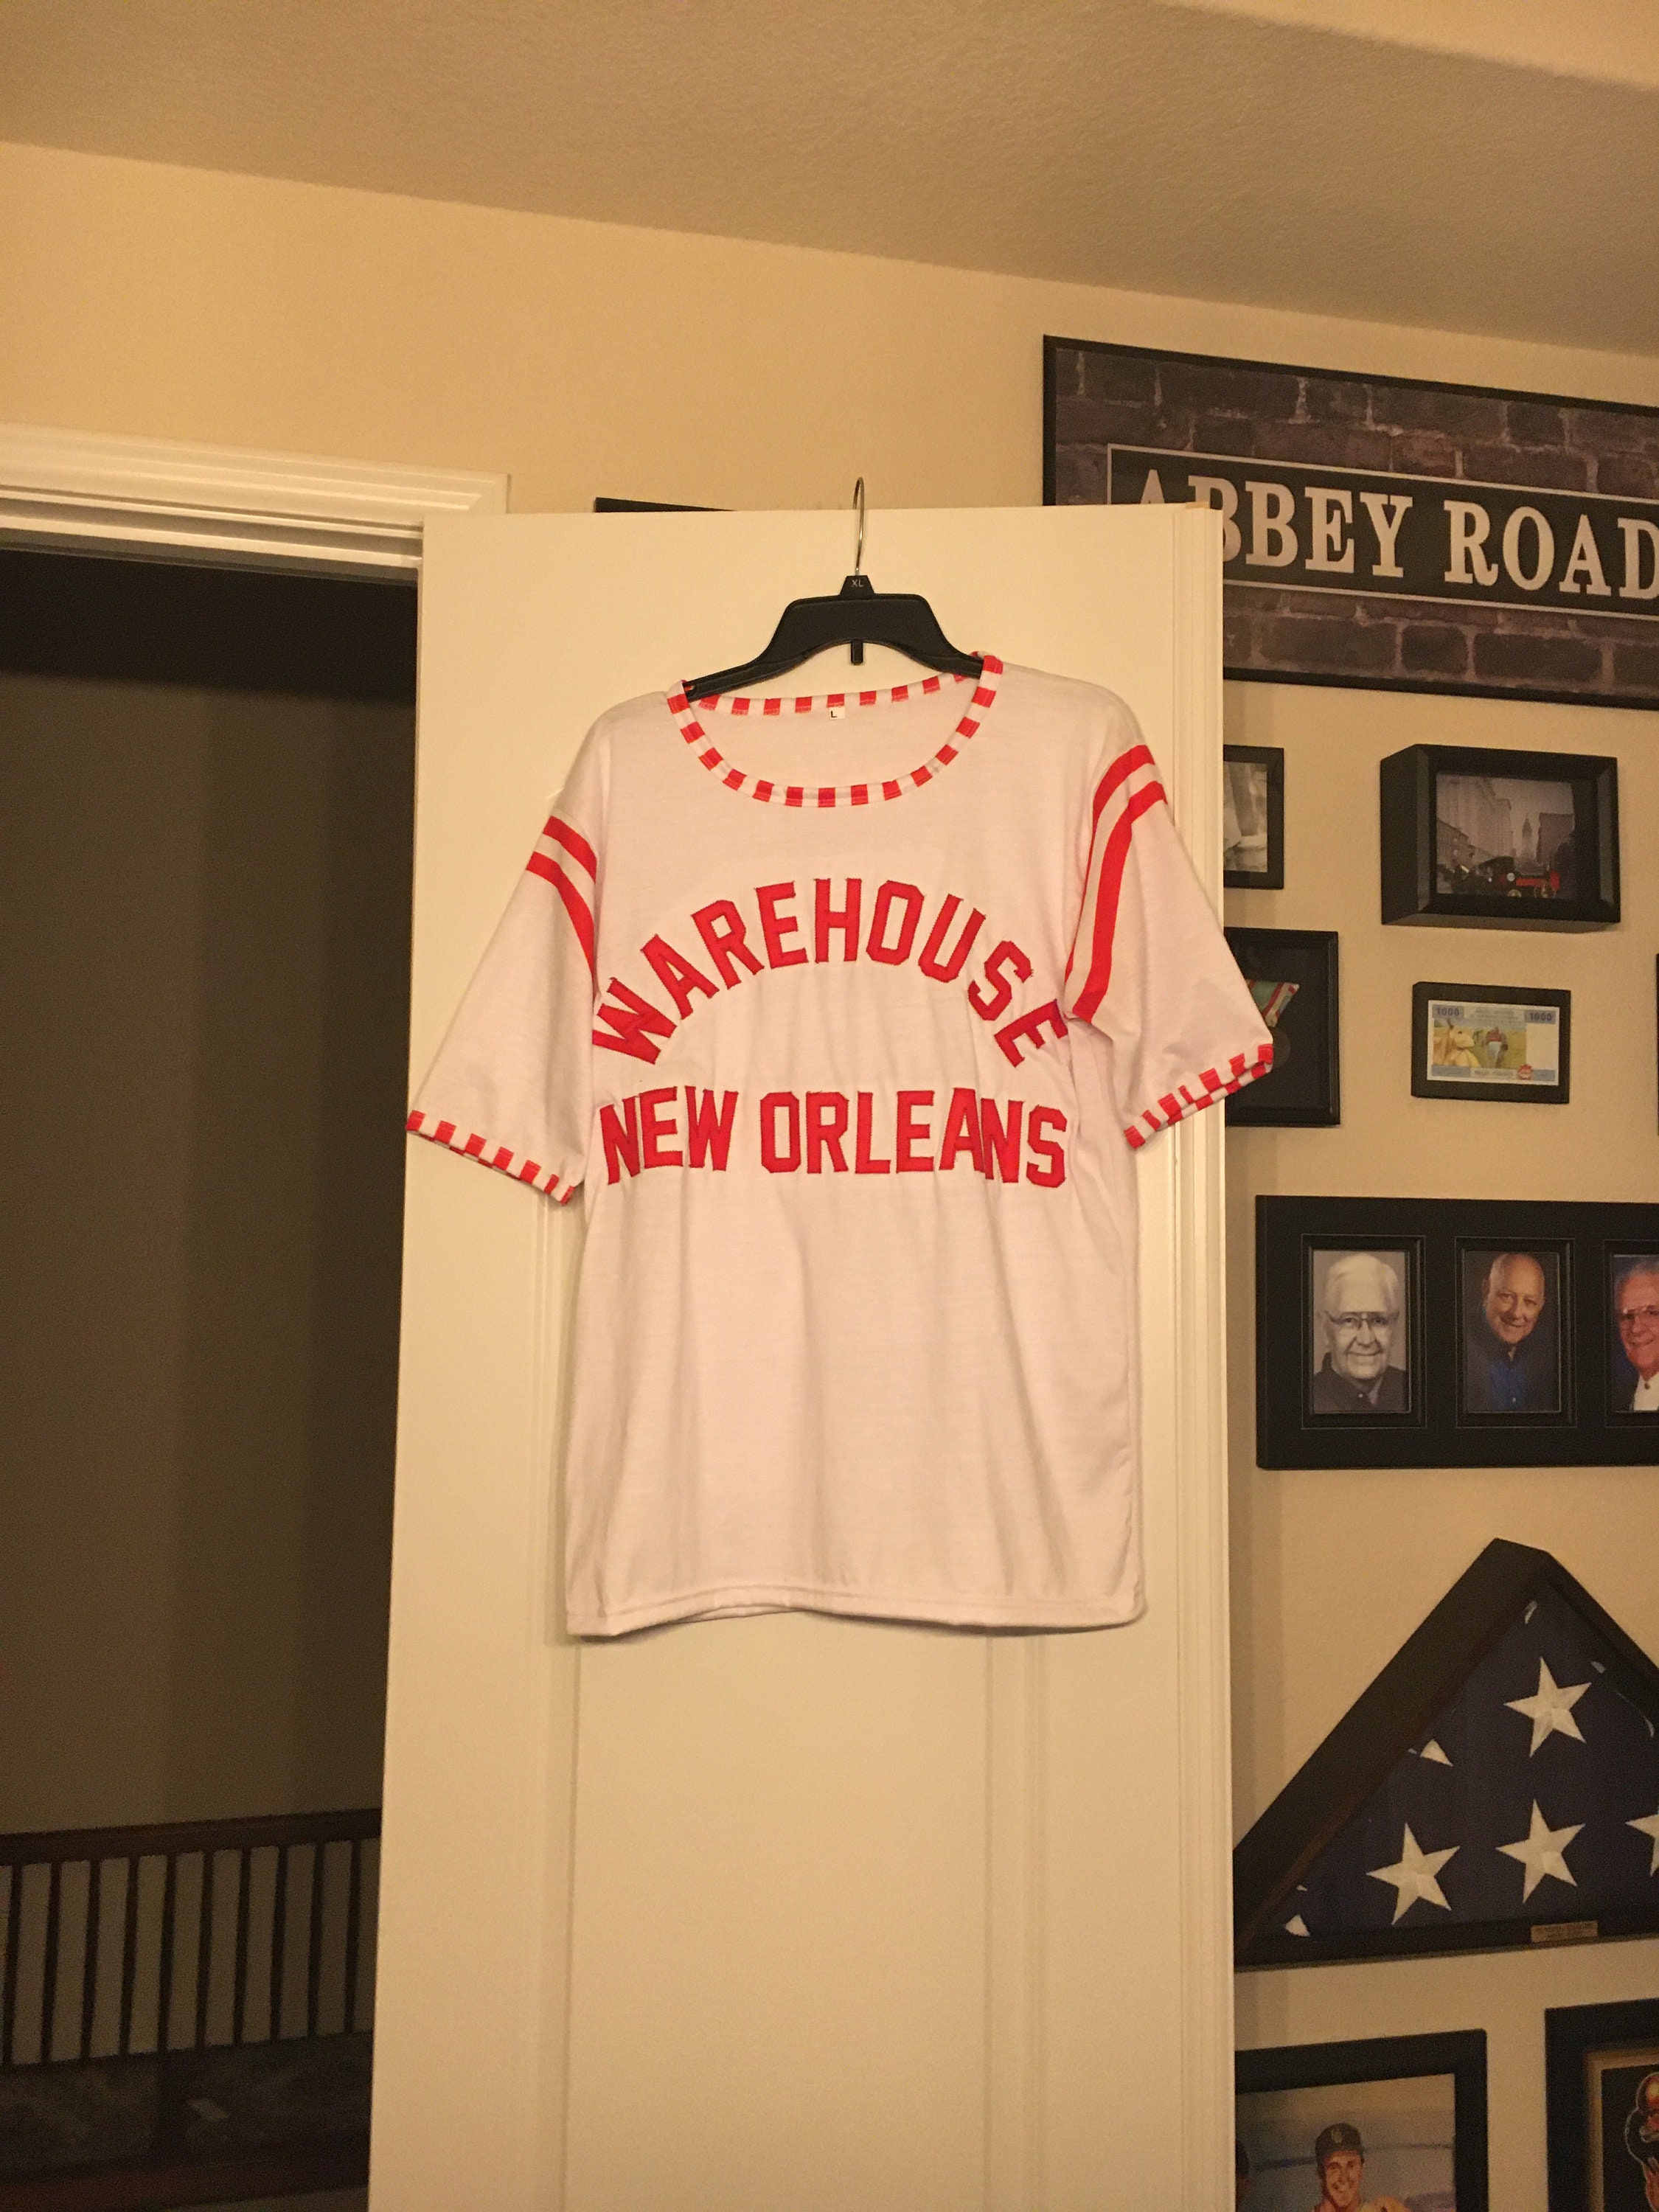 XL
ABBEY ROAD
L
WAREHOUSE
NEW ORLEANS
1000
1000